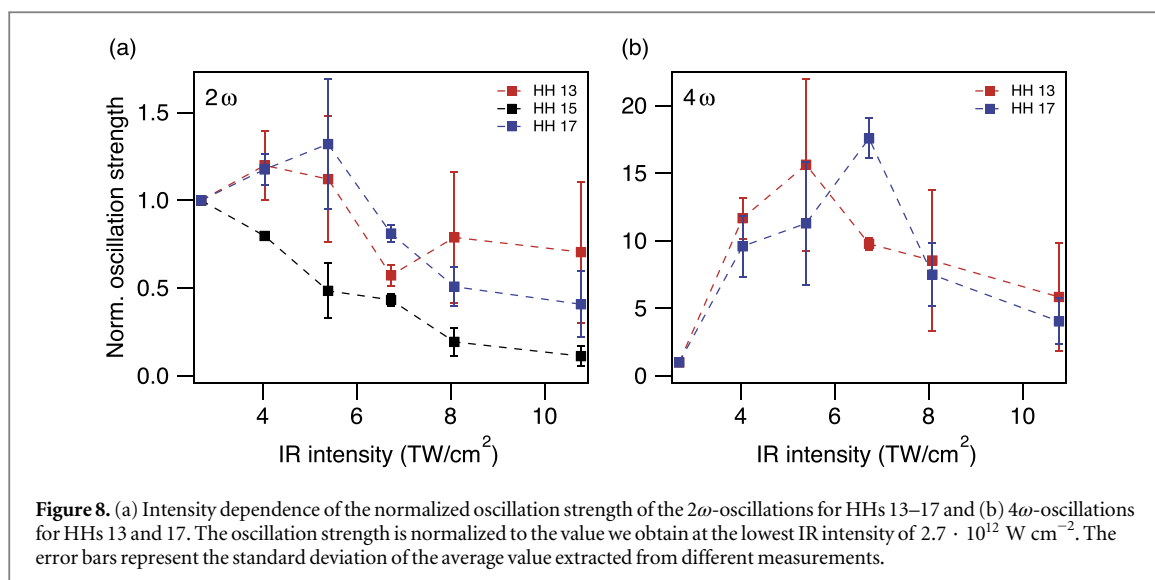 (a)
2ω
HH 13
HH 15
HH 17
Norm. oscillation strength
1.5
1.0
0.5
0.0
4
6
8
10
IR intensity (TW/cm²)
(b)
4ω
HH 13
HH 17
20
15
10
5
0
4
6
8
10
IR intensity (TW/cm²)
Figure 8. (a) Intensity dependence of the normalized oscillation strength of the 2ω-oscillations for HHs 13–17 and (b) 4ω-oscillations
for HHs 13 and 17. The oscillation strength is normalized to the value we obtain at the lowest IR intensity of 2.7 · 10¹² W cm⁻². The
error bars represent the standard deviation of the average value extracted from different measurements.